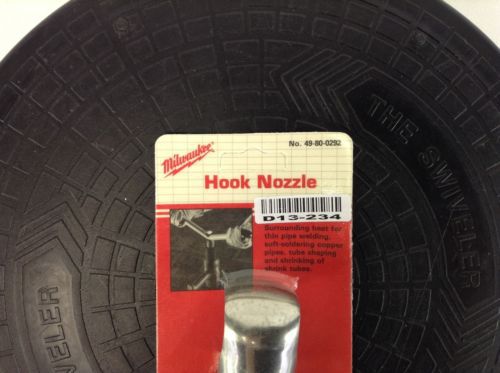 No. 49-80-0292
Milwaukee
Hook Nozzle
D13-234
Surrounding heat for
thin pipe welding,
soft-soldering copper
pipes, tube shaping
and shrinking of
shrink tubes.
THE SWIVELER
VELER